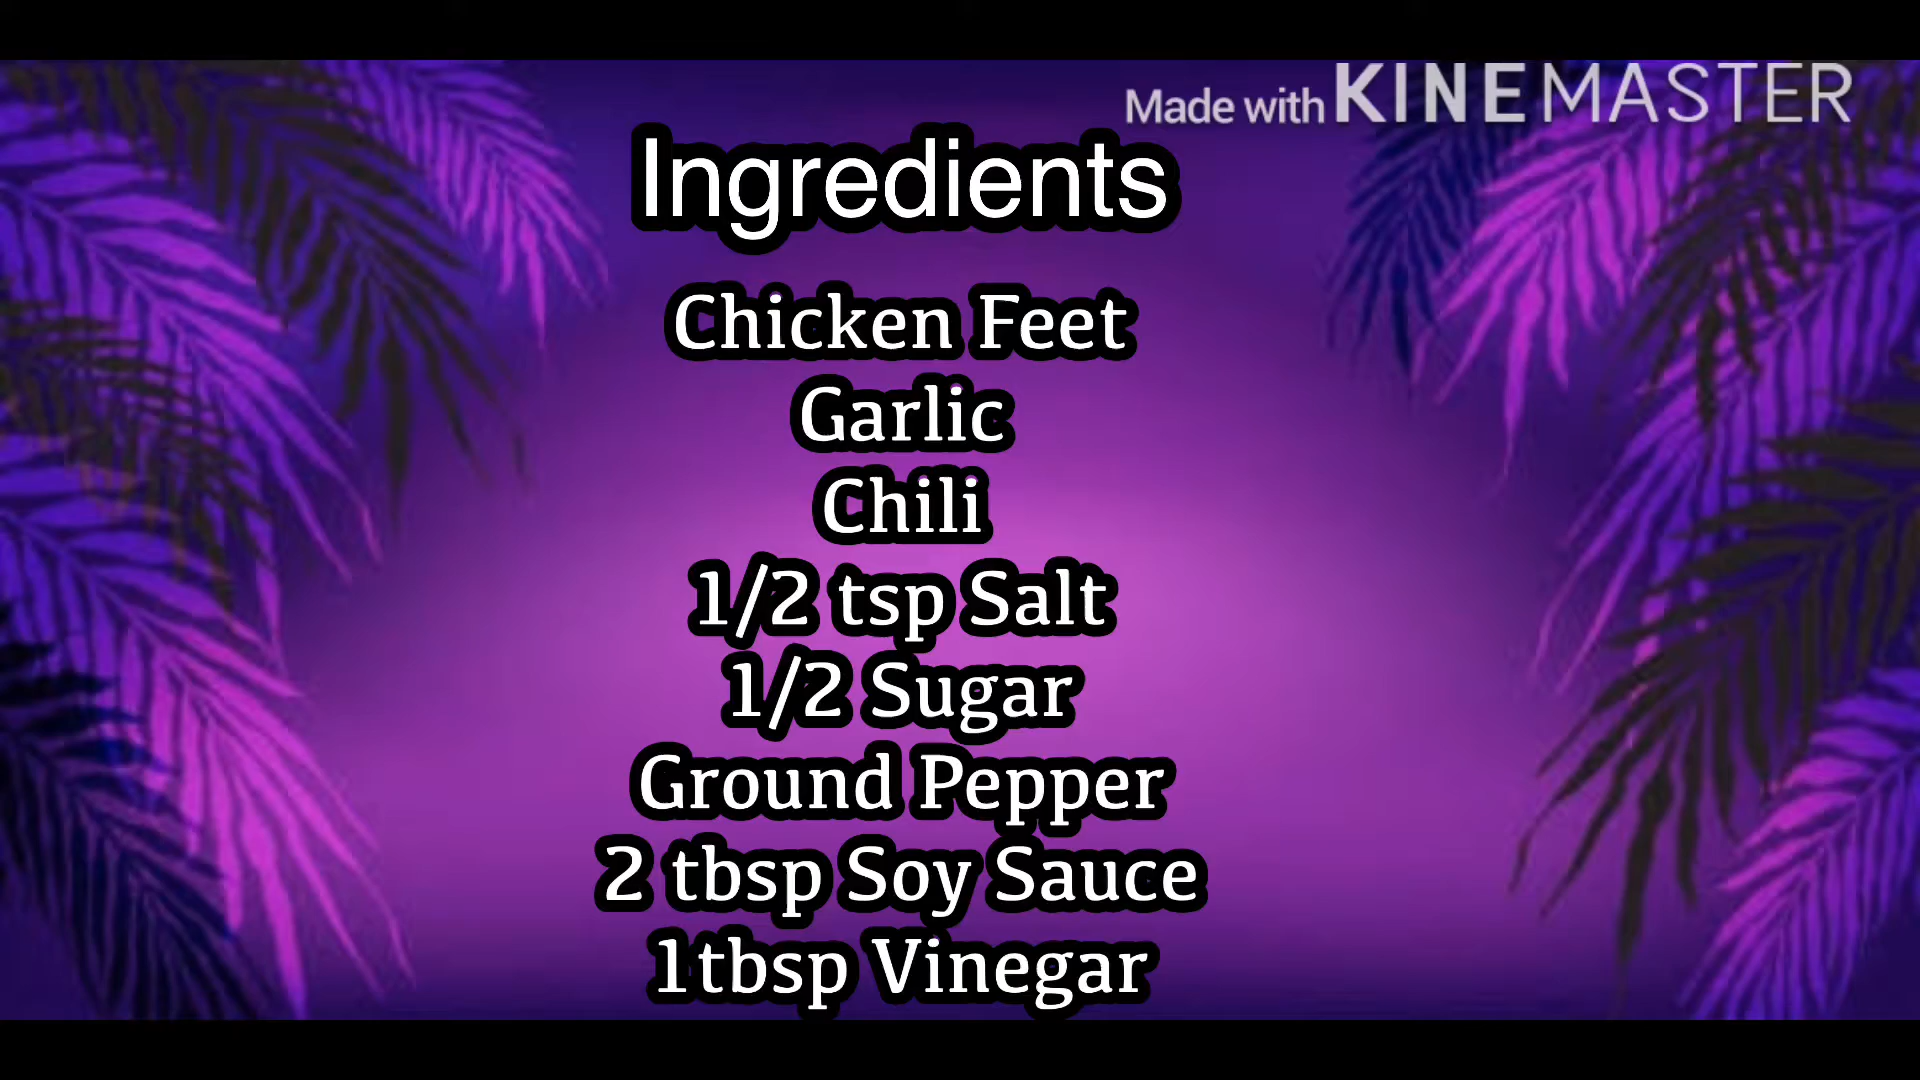 Made with KINEMASTER
Ingredients
Chicken Feet
Garlic
Chili
1/2 tsp Salt
1/2 Sugar
Ground Pepper
2 tbsp Soy Sauce
1tbsp Vinegar